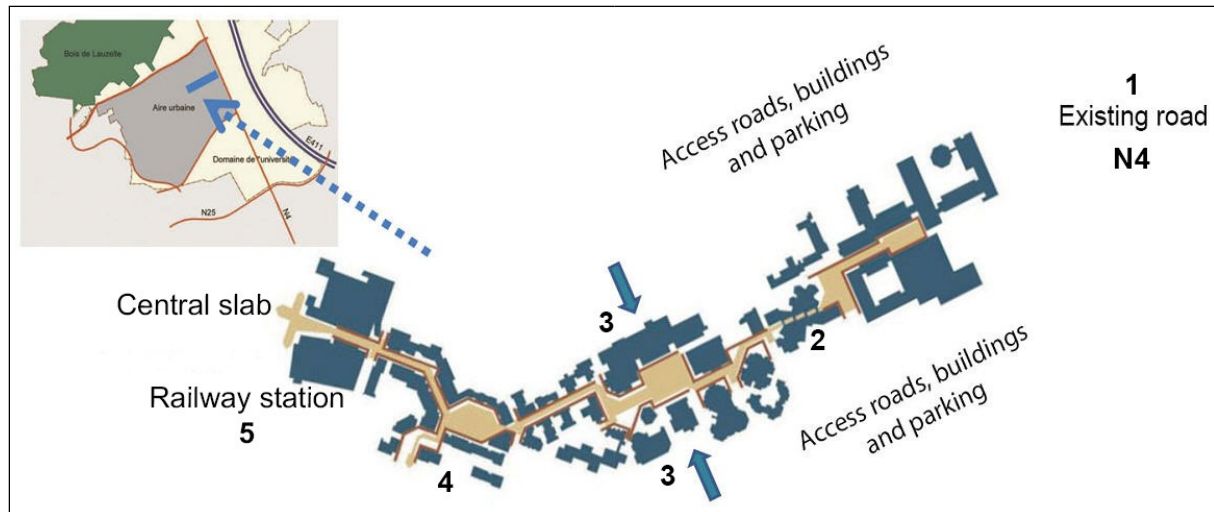 Bois de Lauzelle
Aire urbaine
E411
Domaine de l'université
N25
N4
Access roads, buildings
and parking
1
Existing road
N4
Central slab
3
2
Railway station
5
Access roads, buildings
and parking
4
3